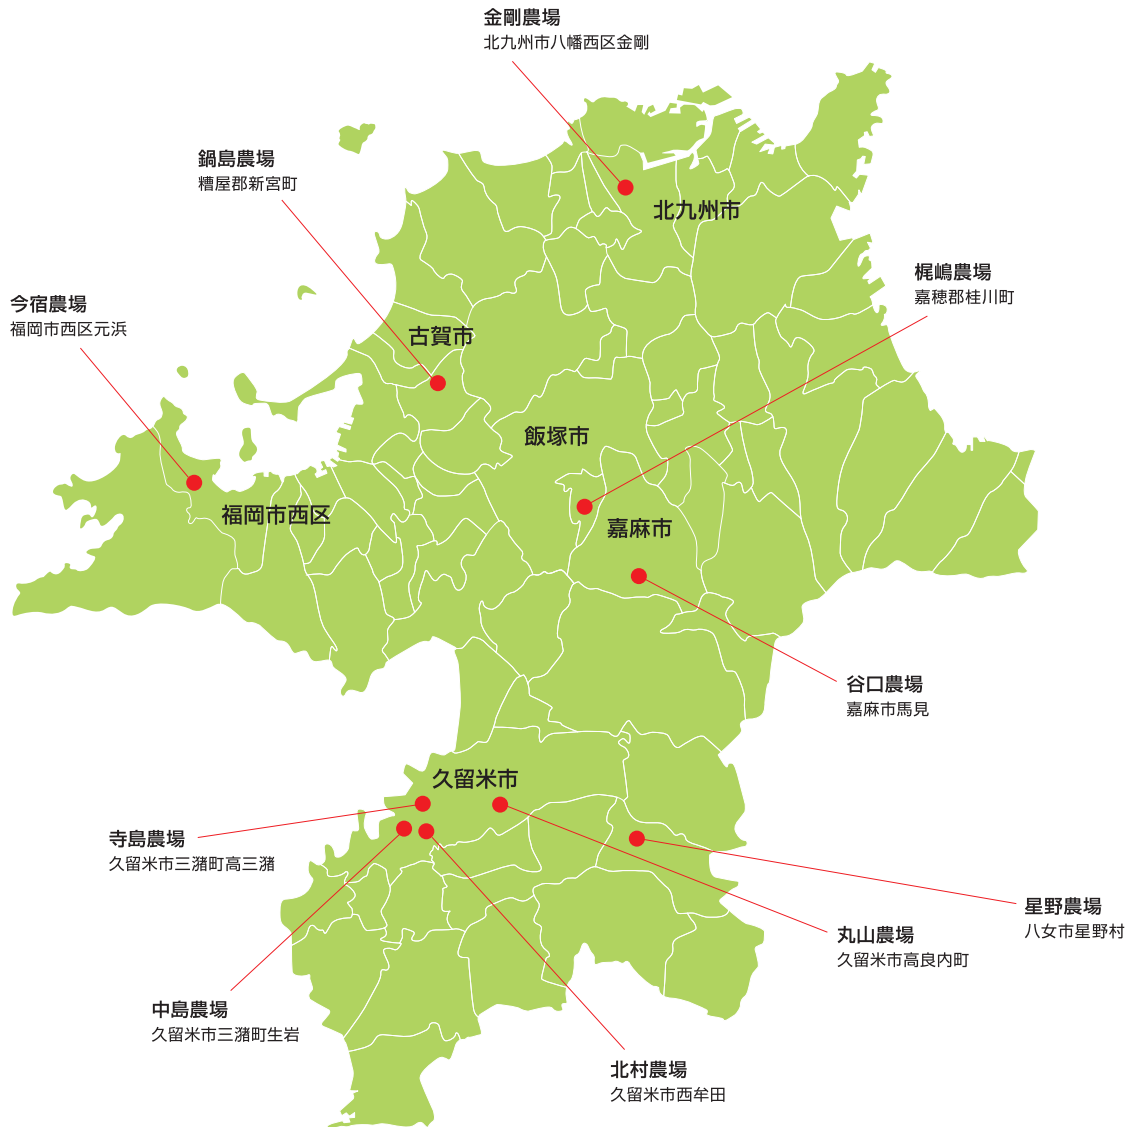 金剛農場
北九州市八幡西区金剛
鍋島農場
糟屋郡新宮町
北九州市
梶嶋農場
嘉穂郡桂川町
今宿農場
福岡市西区元浜
古賀市
飯塚市
福岡市西区
嘉麻市
谷口農場
嘉麻市馬見
久留米市
寺島農場
久留米市三潴町高三潴
星野農場
八女市星野村
丸山農場
久留米市高良内町
中島農場
久留米市三潴町生岩
北村農場
久留米市西牟田